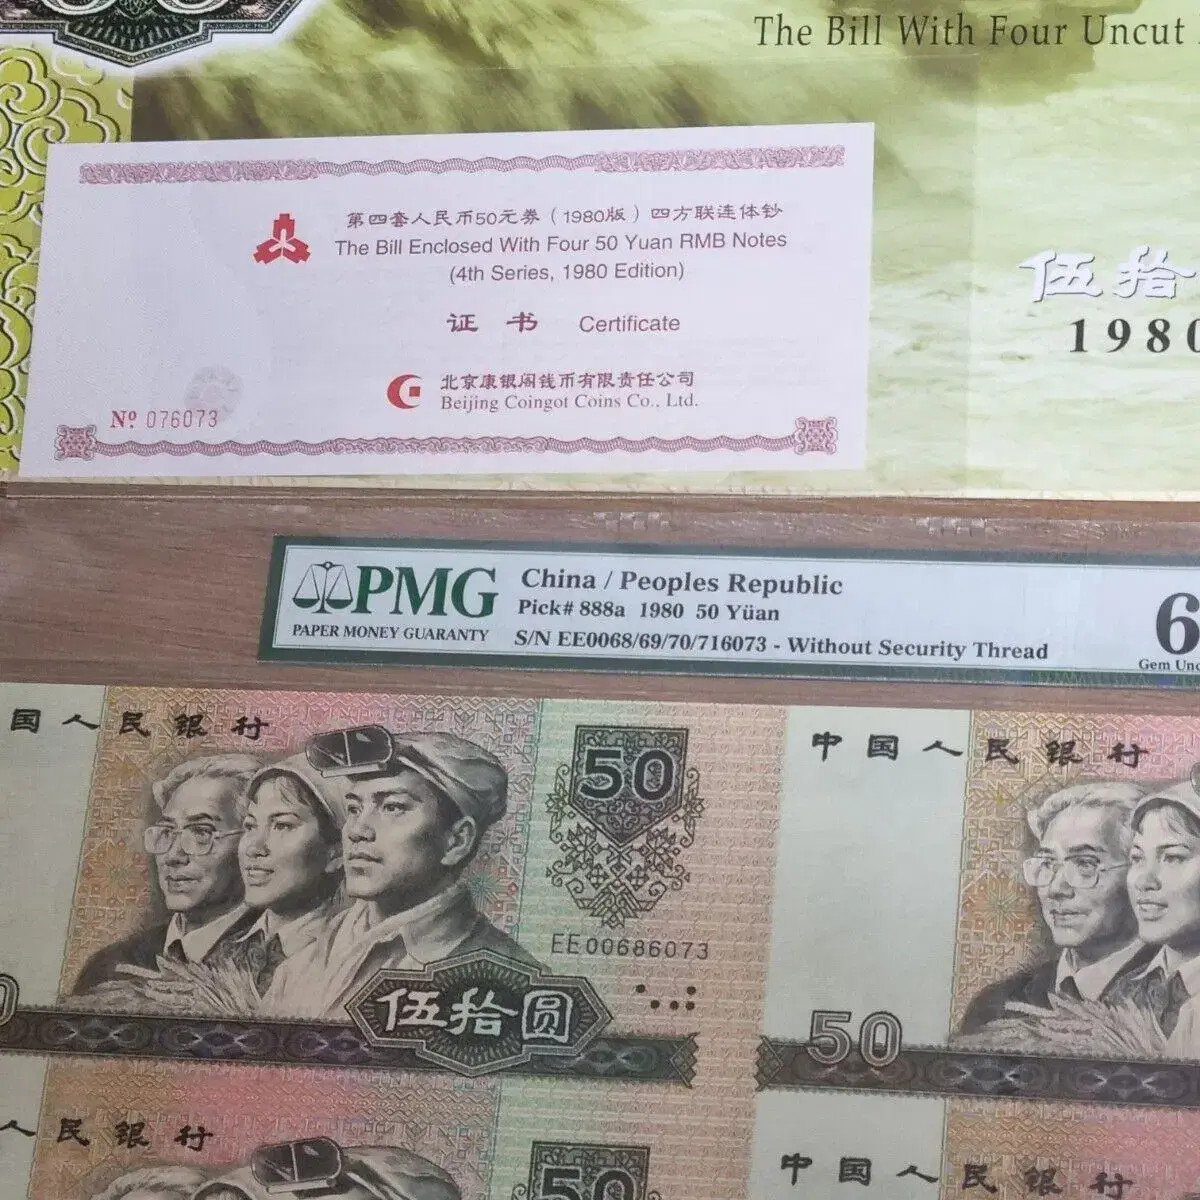 The Bill With Four Uncut
第四套人民币50元券（1980版）四方联连体钞
The Bill Enclosed With Four 50 Yuan RMB Notes
(4th Series, 1980 Edition)
证 书 Certificate
北京康银阁钱币有限责任公司
Beijing Coingot Coins Co., Ltd.
Nº 076073
伍拾
1980
PMG
PAPER MONEY GUARANTY
China / Peoples Republic
Pick# 888a 1980 50 Yüan
S/N EE0068/69/70/716073 - Without Security Thread
6
Gem Unc
国人民银行
50
EE00686073
伍拾圆
中国人民银行
50
人民银行
50
中国人民银行